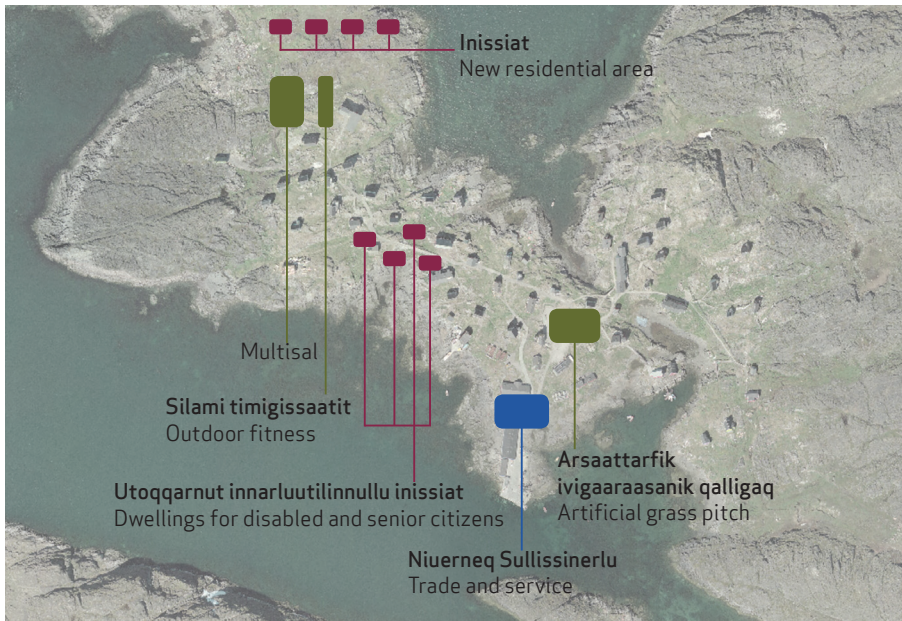 Inissiat
New residential area
Multisal
Silami timigissaatit
Outdoor fitness
Utoqqarnut innarluutilinnullu inissiat
Dwellings for disabled and senior citizens
Arsaattarfik
ivigaaraasanik qalligaq
Artificial grass pitch
Niuerneq Sullissinerlu
Trade and service